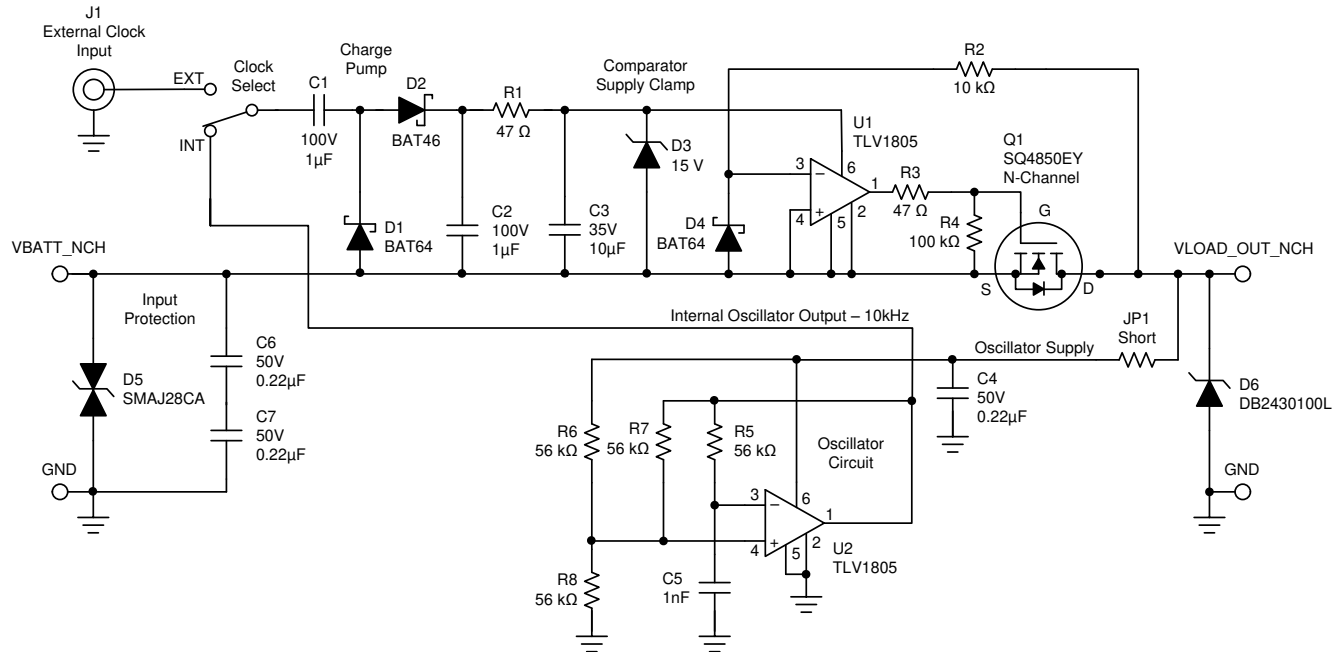 J1
External Clock
Input
EXT
Clock
Select
INT
C1
100V
1µF
Charge
Pump
D2
BAT46
R1
47 Ω
D1
BAT64
C2
100V
1µF
C3
35V
10µF
Comparator
Supply Clamp
D3
15 V
R2
10 kΩ
U1
TLV1805
3
−
6
+
4
5
2
1
D4
BAT64
R3
47 Ω
R4
100 kΩ
Q1
SQ4850EY
N-Channel
G
S
D
VBATT_NCH
VLOAD_OUT_NCH
Input
Protection
D5
SMAJ28CA
C6
50V
0.22µF
C7
50V
0.22µF
GND
Internal Oscillator Output – 10kHz
Oscillator Supply
JP1
Short
C4
50V
0.22µF
D6
DB2430100L
GND
R6
56 kΩ
R7
56 kΩ
R5
56 kΩ
Oscillator
Circuit
3
−
6
1
+
4
5
2
U2
TLV1805
R8
56 kΩ
C5
1nF